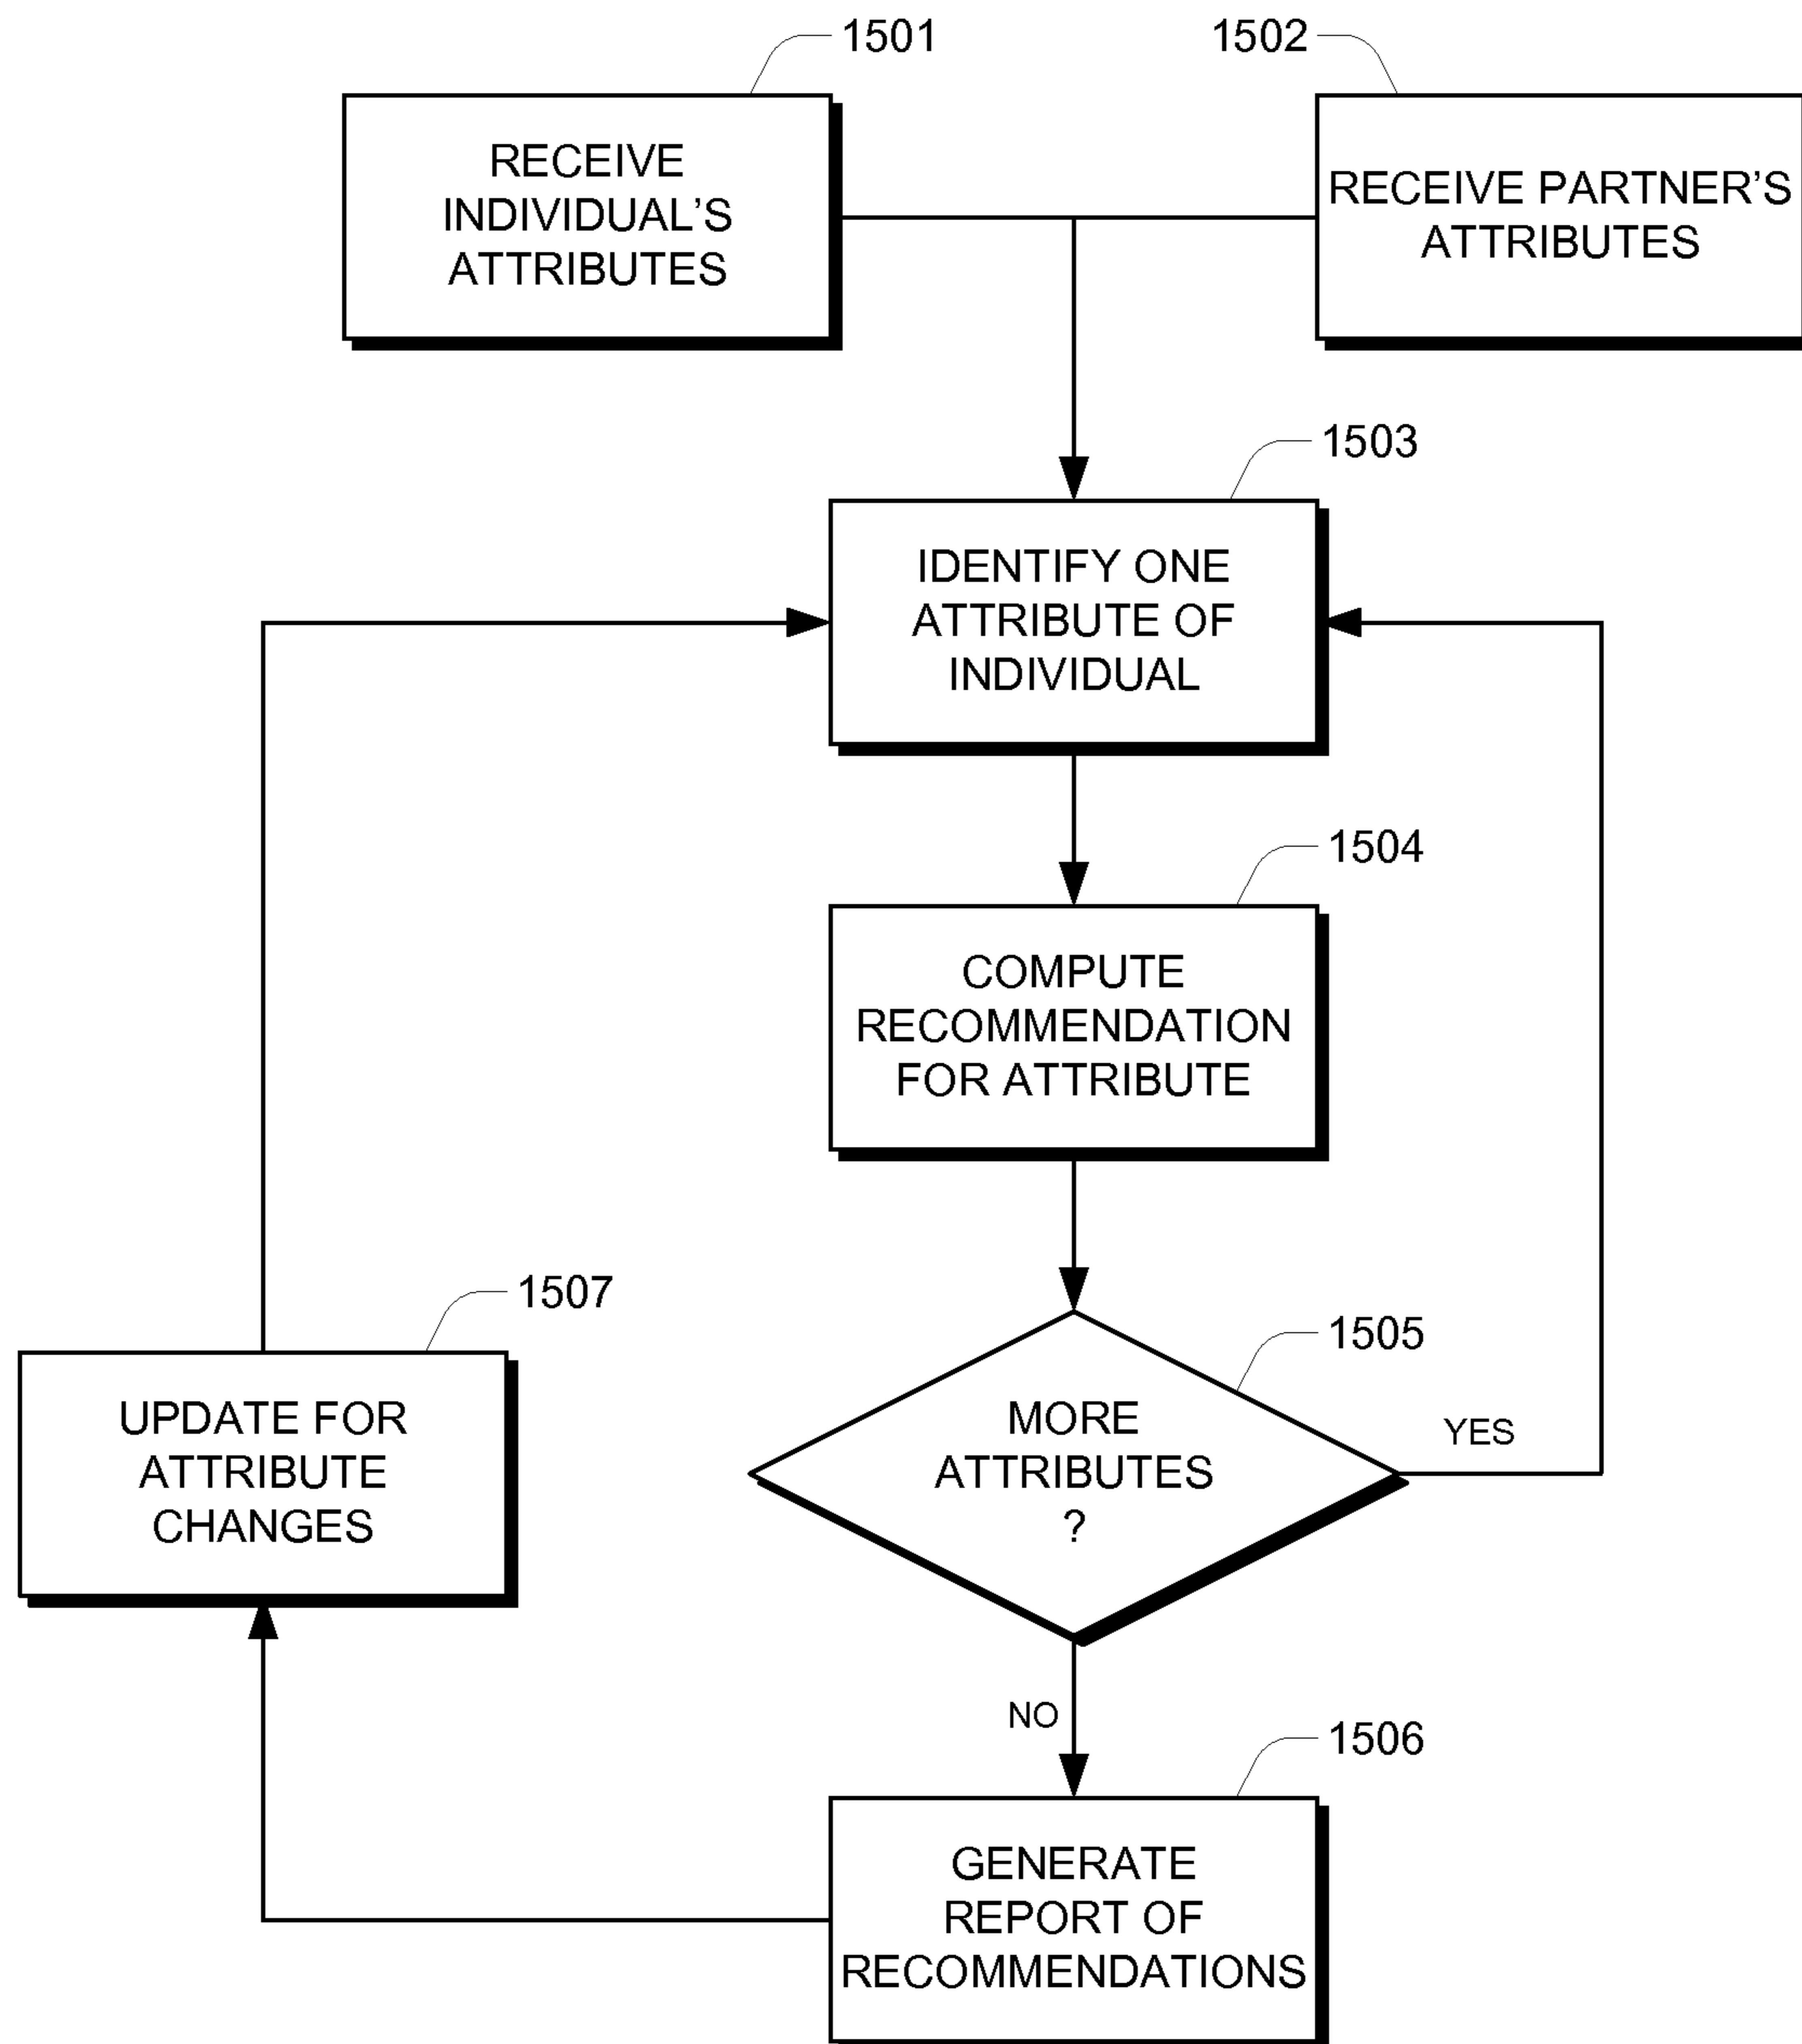 1501
1502
RECEIVE
INDIVIDUAL'S
ATTRIBUTES
RECEIVE PARTNER'S
ATTRIBUTES
1503
IDENTIFY ONE
ATTRIBUTE OF
INDIVIDUAL
1504
COMPUTE
RECOMMENDATION
FOR ATTRIBUTE
1507
UPDATE FOR
ATTRIBUTE
CHANGES
1505
MORE
ATTRIBUTES
?
YES
NO
1506
GENERATE
REPORT OF
RECOMMENDATIONS